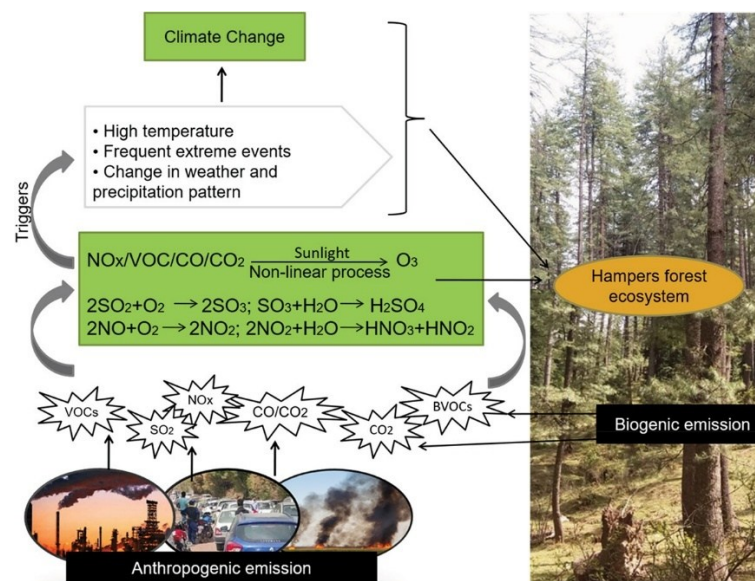 Climate Change
• High temperature
• Frequent extreme events
• Change in weather and
precipitation pattern
Triggers
NOx/VOC/CO/CO₂ Sunlight O₃
Non-linear process
2SO₂+O₂ → 2SO₃; SO₃+H₂O → H₂SO₄
2NO+O₂ → 2NO₂; 2NO₂+H₂O → HNO₃+HNO₂
Hampers forest
ecosystem
VOCs
SO₂
NOx
CO/CO₂
CO₂
BVOCs
Biogenic emission
Anthropogenic emission